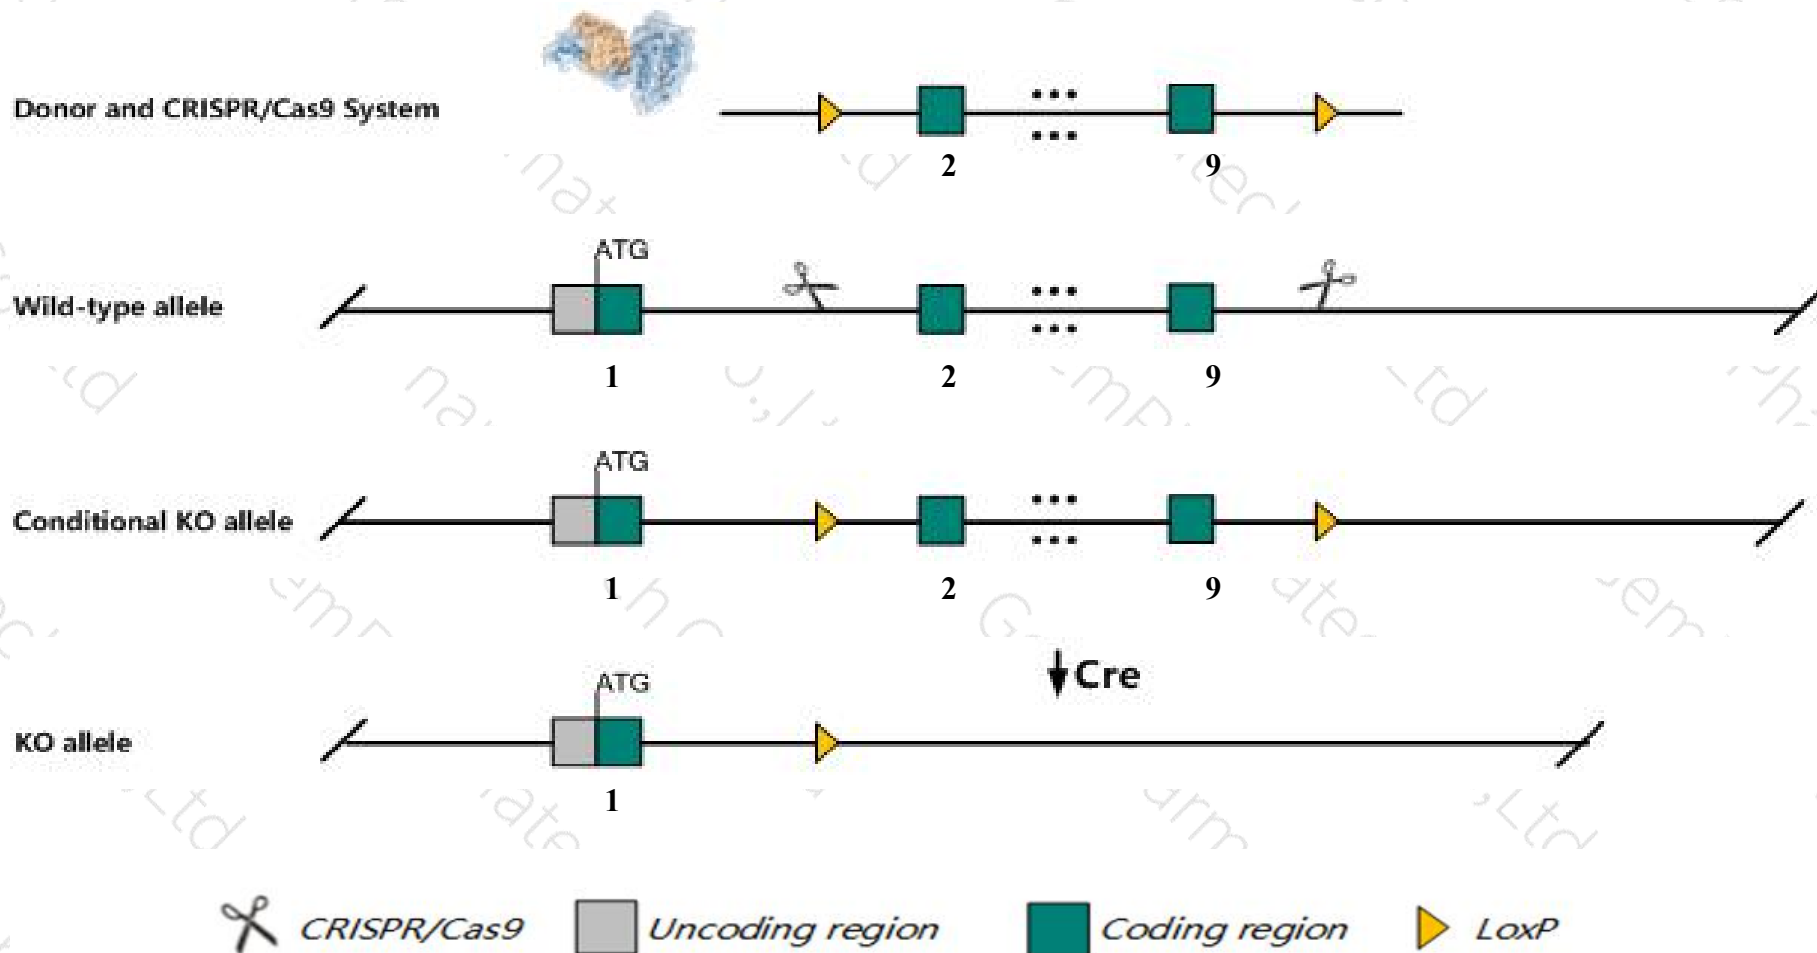 Donor and CRISPR/Cas9 System
2 9
ATG
Wild-type allele
1 2 9
ATG
Conditional KO allele
1 2 9
Cre
ATG
KO allele
1
CRISPR/Cas9 Uncoding region Coding region LoxP